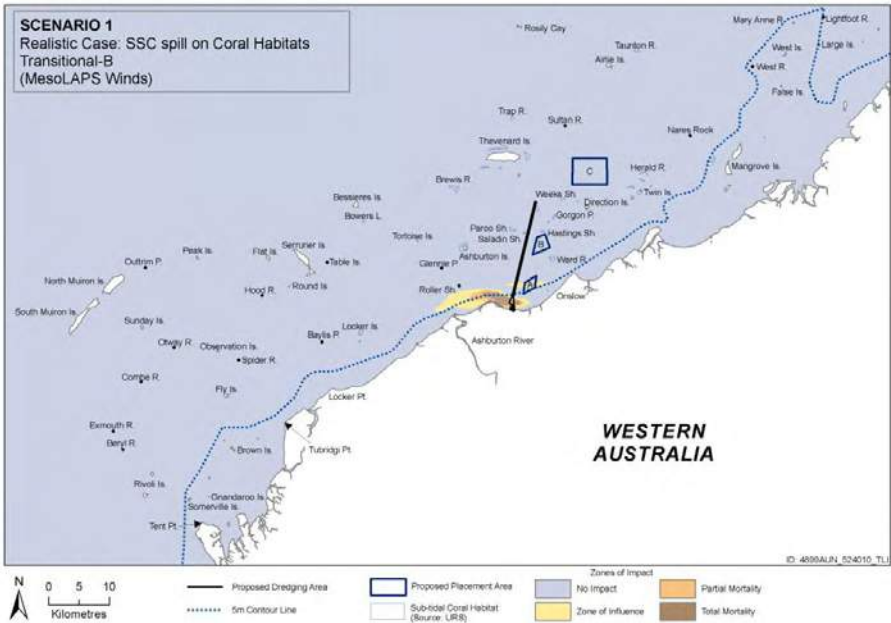 SCENARIO 1
Realistic Case: SSC spill on Coral Habitats
Transitional-B
(MesoLAPS Winds)
Rosily Cay
Mary Anne R.
Lightfoot R.
Taunton R.
Airlie Is.
West Is.
Large Is.
West R.
False Is.
Trap R.
Sultan R.
Nares Rock
Thevenard Is.
C
Herald R.
Mangrove Is.
Brewis R.
Weeks Sh.
Twin Is.
Bessieres Is.
Direction Is.
Bowers L.
Gorgon P.
Paroo Sh.
Hastings Sh.
Tortoise Is.
Saladin Sh.
B
Serrurier Is.
Peak Is.
Flat Is.
Ashburton Is.
Ward R.
Outtrim P.
Table Is.
Glennie P.
North Muiron Is.
Round Is.
Roller Sh.
A
Hood R.
Onslow
South Muiron Is.
Sunday Is.
Locker Is.
Baylis R.
Ashburton River
Otway R.
Observation Is.
Spider R.
Combe R.
Fly Is.
Locker Pt.
Exmouth R.
Beryl R.
Brown Is.
Tubridgi Pt.
WESTERN
AUSTRALIA
Rivoli Is.
Gnandaroo Is.
Somerville Is.
Tent Pt.
ID: 4899AUN_524010_TLI
N
0 5 10
Kilometres
Proposed Dredging Area
5m Contour Line
Proposed Placement Area
Sub-tidal Coral Habitat
(Source: URS)
Zones of Impact
No Impact
Partial Mortality
Zone of Influence
Total Mortality